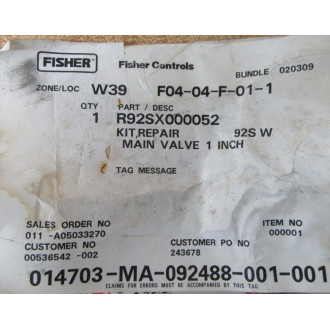 FISHER Fisher Controls
BUNDLE 020309
ZONE/LOC W39 F04-04-F-01-1
QTY PART / DESC
1 R92SX000052
KIT,REPAIR 92S W
MAIN VALVE 1 INCH
TAG MESSAGE
SALES ORDER NO ITEM NO
011 -A05033270 000001
CUSTOMER NO CUSTOMER PO NO
00536542 -002 243678
014703-MA-092488-001-001
CLAIMS FOR ERRORS MUST BE ACCOMPANIED BY THIS TAG